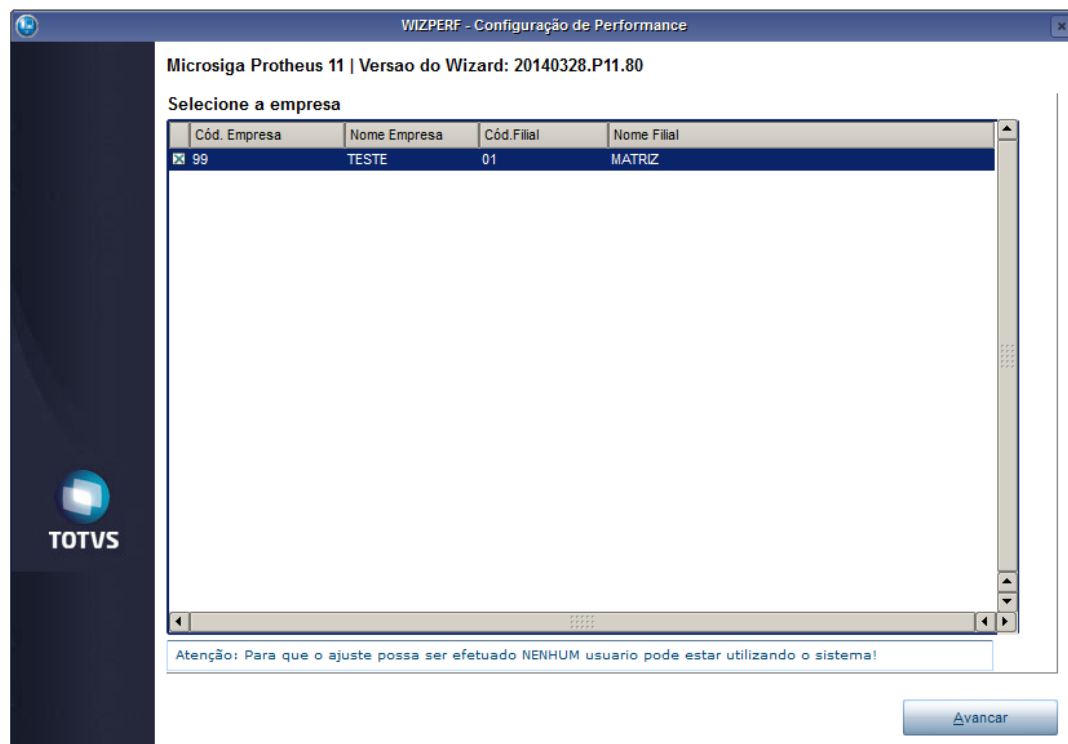 WIZPERF - Configuração de Performance
Microsiga Protheus 11 | Versao do Wizard: 20140328.P11.80
Selecione a empresa
Cód. Empresa Nome Empresa Cód.Filial Nome Filial
99 TESTE 01 MATRIZ
TOTVS
Atenção: Para que o ajuste possa ser efetuado NENHUM usuario pode estar utilizando o sistema!
Avancar